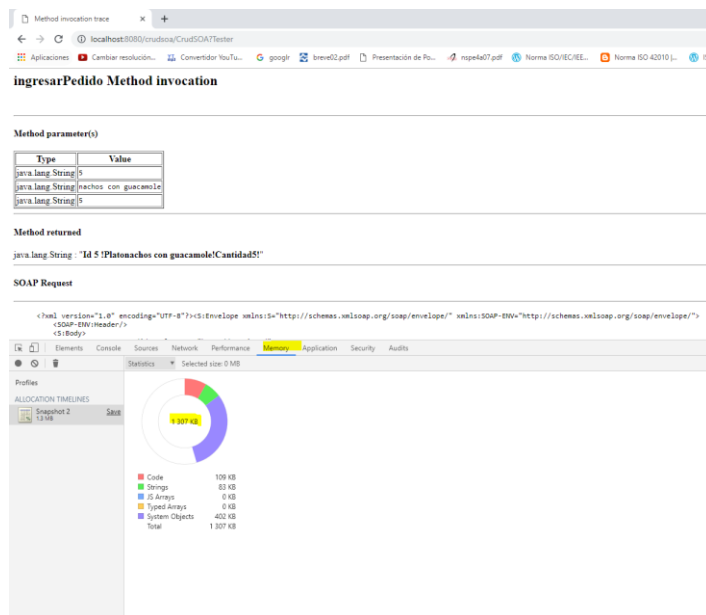 Method invocation trace
localhost:8080/crudsoa/CrudSOA?Tester
Aplicaciones Cambiar resolución... Convertidor YouTu... googlr breve02.pdf Presentación de Po... nspe4a07.pdf Norma ISO/IEC/IEE... Norma ISO 42010 |...
ingresarPedido Method invocation
Method parameter(s)
Type Value
java.lang.String 5
java.lang.String nachos con guacamole
java.lang.String 5
Method returned
java.lang.String : "Id 5 !Platonachos con guacamole!Cantidad5!"
SOAP Request
<?xml version="1.0" encoding="UTF-8"?><S:Envelope xmlns:S="http://schemas.xmlsoap.org/soap/envelope/" xmlns:SOAP-ENV="http://schemas.xmlsoap.org/soap/envelope/">
<SOAP-ENV:Header/>
<S:Body>
Elements Console Sources Network Performance Memory Application Security Audits
Statistics Selected size: 0 MB
Profiles
ALLOCATION TIMELINES
Snapshot 2 Save
1.3 MB
1 307 KB
Code 109 KB
Strings 83 KB
JS Arrays 0 KB
Typed Arrays 0 KB
System Objects 402 KB
Total 1 307 KB